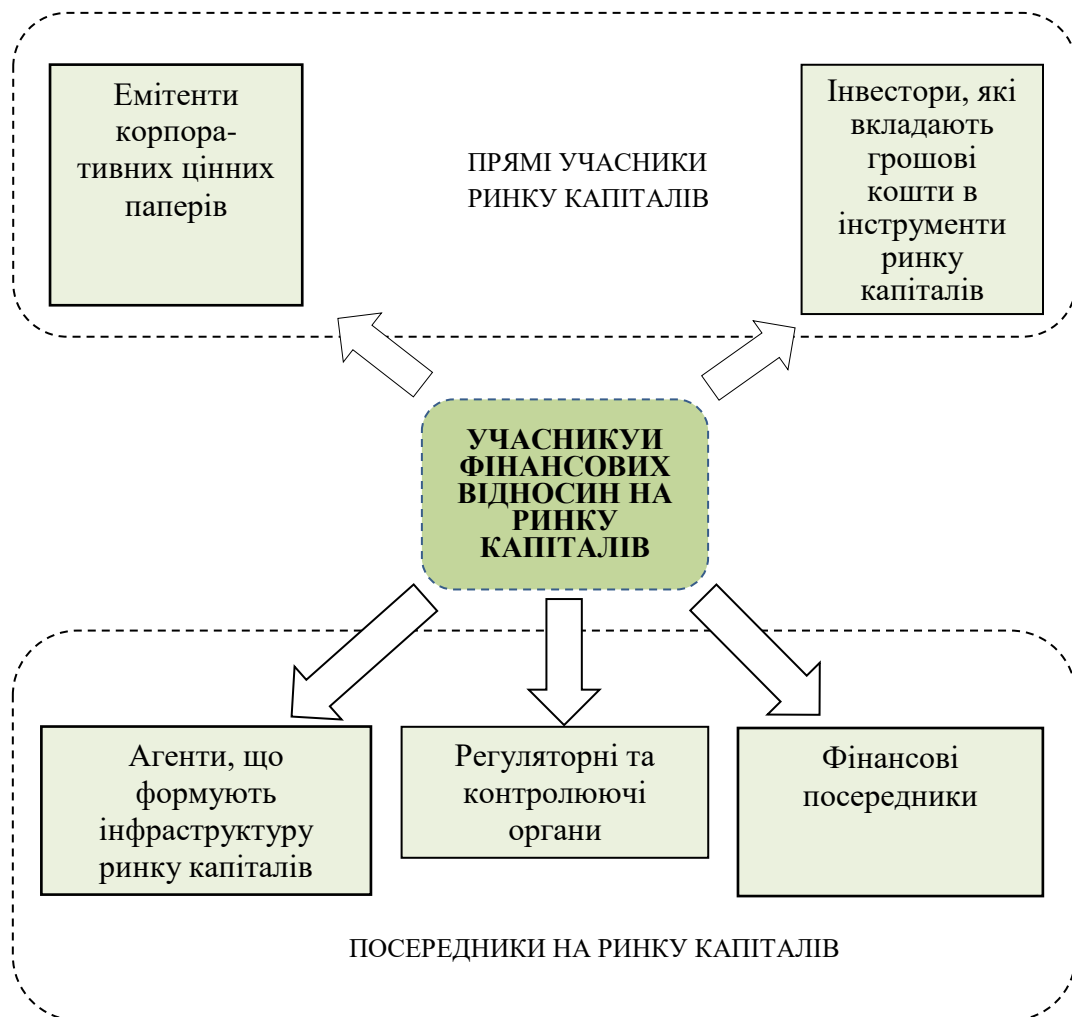 Емітенти
корпора-
тивних цінних
паперів
ПРЯМІ УЧАСНИКИ
РИНКУ КАПІТАЛІВ
Інвестори, які
вкладають
грошові
кошти в
інструменти
ринку
капіталів
УЧАСНИКУИ
ФІНАНСОВИХ
ВІДНОСИН НА
РИНКУ
КАПІТАЛІВ
Агенти, що
формують
інфраструктуру
ринку капіталів
Регуляторні та
контролюючі
органи
Фінансові
посередники
ПОСЕРЕДНИКИ НА РИНКУ КАПІТАЛІВ